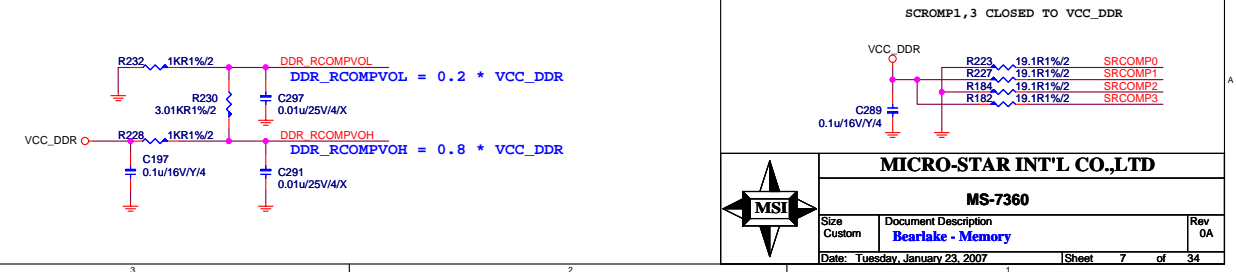 SCROMP1,3 CLOSED TO VCC_DDR
R232 1KR1%/2 DDR_RCOMPVOL
DDR_RCOMPVOL = 0.2 * VCC_DDR
R230
3.01KR1%/2
C297
0.01u/25V/4/X
VCC_DDR R228 1KR1%/2 DDR_RCOMPVOH
DDR_RCOMPVOH = 0.8 * VCC_DDR
C197
0.1u/16V/Y/4
C291
0.01u/25V/4/X
VCC_DDR
R223 19.1R1%/2 SRCOMP0
R227 19.1R1%/2 SRCOMP1
R184 19.1R1%/2 SRCOMP2
R182 19.1R1%/2 SRCOMP3
C289
0.1u/16V/Y/4
A
MSI
MICRO-STAR INT'L CO.,LTD
MS-7360
Size
Custom
Document Description
Bearlake - Memory
Rev
0A
Date: Tuesday, January 23, 2007 Sheet 7 of 34
3 2 1